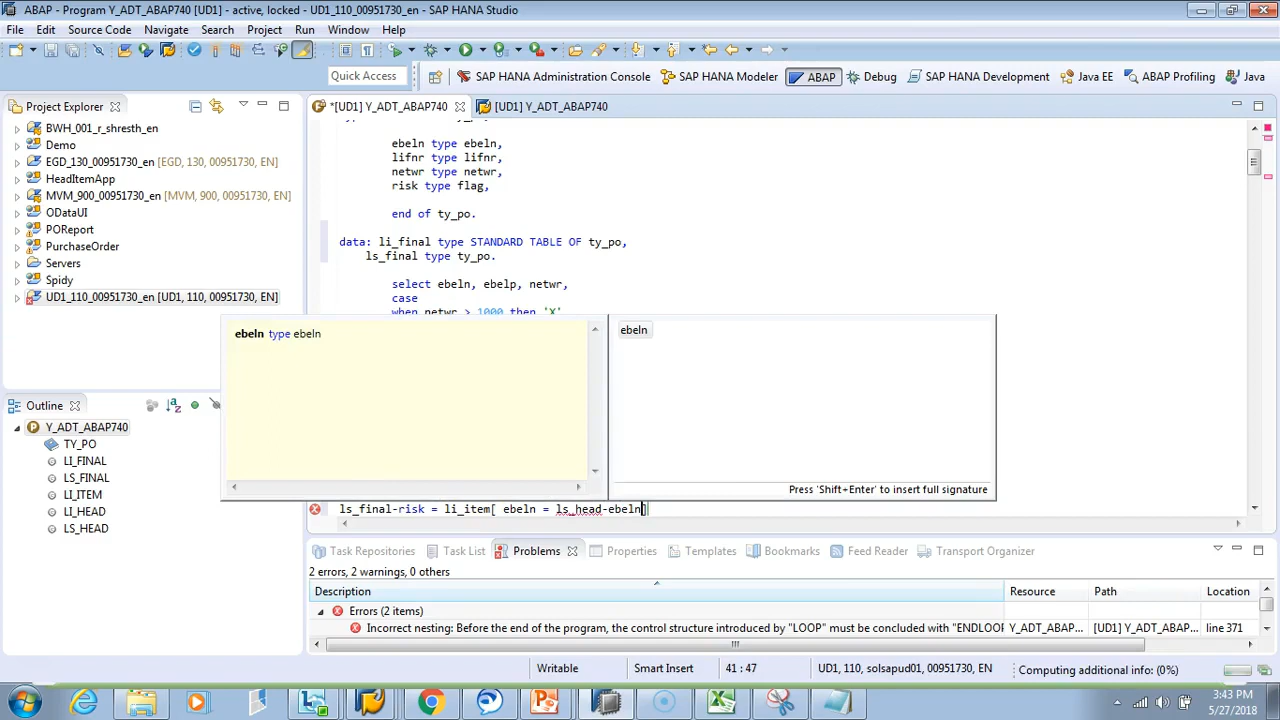 ABAP - Program Y_ADT_ABAP740 [UD1] - active, locked - UD1_110_00951730_en - SAP HANA Studio
File Edit Source Code Navigate Search Project Run Window Help
Quick Access SAP HANA Administration Console SAP HANA Modeler ABAP Debug SAP HANA Development Java EE ABAP Profiling Java
Project Explorer
*[UD1] Y_ADT_ABAP740 [UD1] Y_ADT_ABAP740
BWH_001_r_shresth_en
Demo
EGD_130_00951730_en [EGD, 130, 00951730, EN]
HeadItemApp
MVM_900_00951730_en [MVM, 900, 00951730, EN]
ODataUI
POReport
PurchaseOrder
Servers
Spidy
UD1_110_00951730_en [UD1, 110, 00951730, EN]
ebeln type ebeln,
lifnr type lifnr,
netwr type netwr,
risk type flag,
end of ty_po.
data: li_final type STANDARD TABLE OF ty_po,
ls_final type ty_po.
select ebeln, ebelp, netwr,
case
when netwr > 1000 then 'X'
ebeln type ebeln
ebeln
Press 'Shift+Enter' to insert full signature
ls_final-risk = li_item[ ebeln = ls_head-ebeln]
Outline
Y_ADT_ABAP740
TY_PO
LI_FINAL
LS_FINAL
LI_ITEM
LI_HEAD
LS_HEAD
Task Repositories Task List Problems Properties Templates Bookmarks Feed Reader Transport Organizer
2 errors, 2 warnings, 0 others
Description Resource Path Location
Errors (2 items)
Incorrect nesting: Before the end of the program, the control structure introduced by "LOOP" must be concluded with "ENDLOOP Y_ADT_ABA... [UD1] Y_ADT_ABA... line 371
Writable Smart Insert 41 : 47 UD1, 110, solsapud01, 00951730, EN Computing additional info: (0%)
3:43 PM
5/27/2018